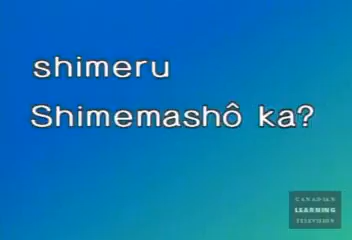 shimeru
Shimemashô ka?
CANADIAN
LEARNING
TELEVISION